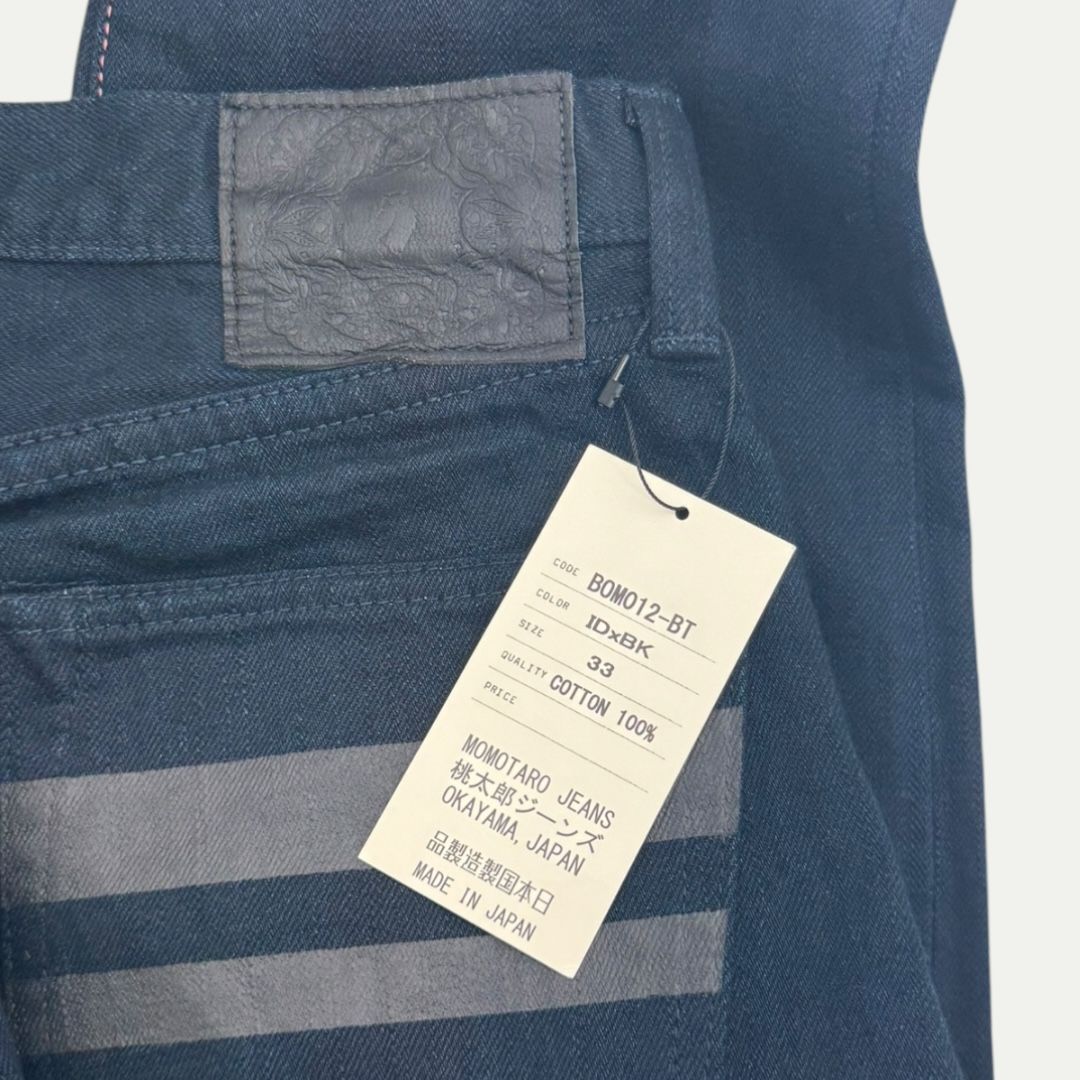 CODE BOM012-BT
COLOR IDxBK
SIZE 33
QUALITY COTTON 100%
PRICE
MOMOTARO JEANS
桃太郎ジーンズ
OKAYAMA, JAPAN
品製造製国本日
MADE IN JAPAN